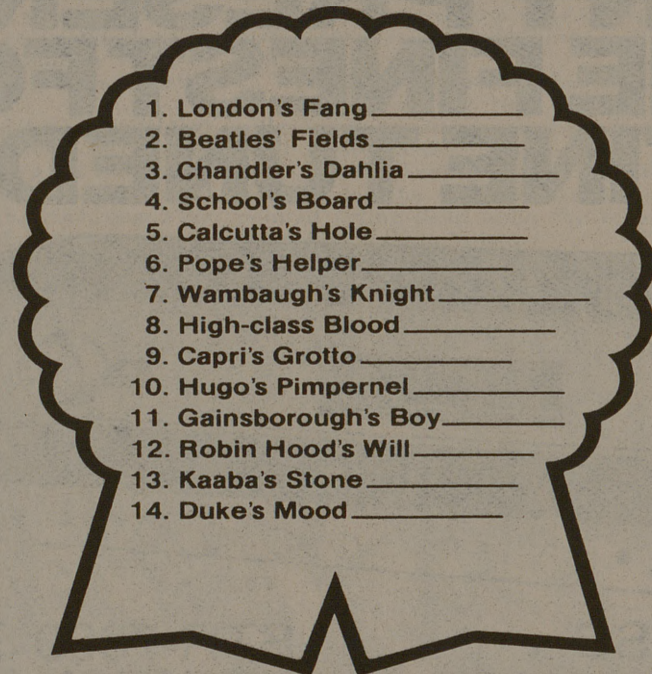 1. London's Fang
2. Beatles' Fields
3. Chandler's Dahlia
4. School's Board
5. Calcutta's Hole
6. Pope's Helper
7. Wambaugh's Knight
8. High-class Blood
9. Capri's Grotto
10. Hugo's Pimpernel
11. Gainsborough's Boy
12. Robin Hood's Will
13. Kaaba's Stone
14. Duke's Mood